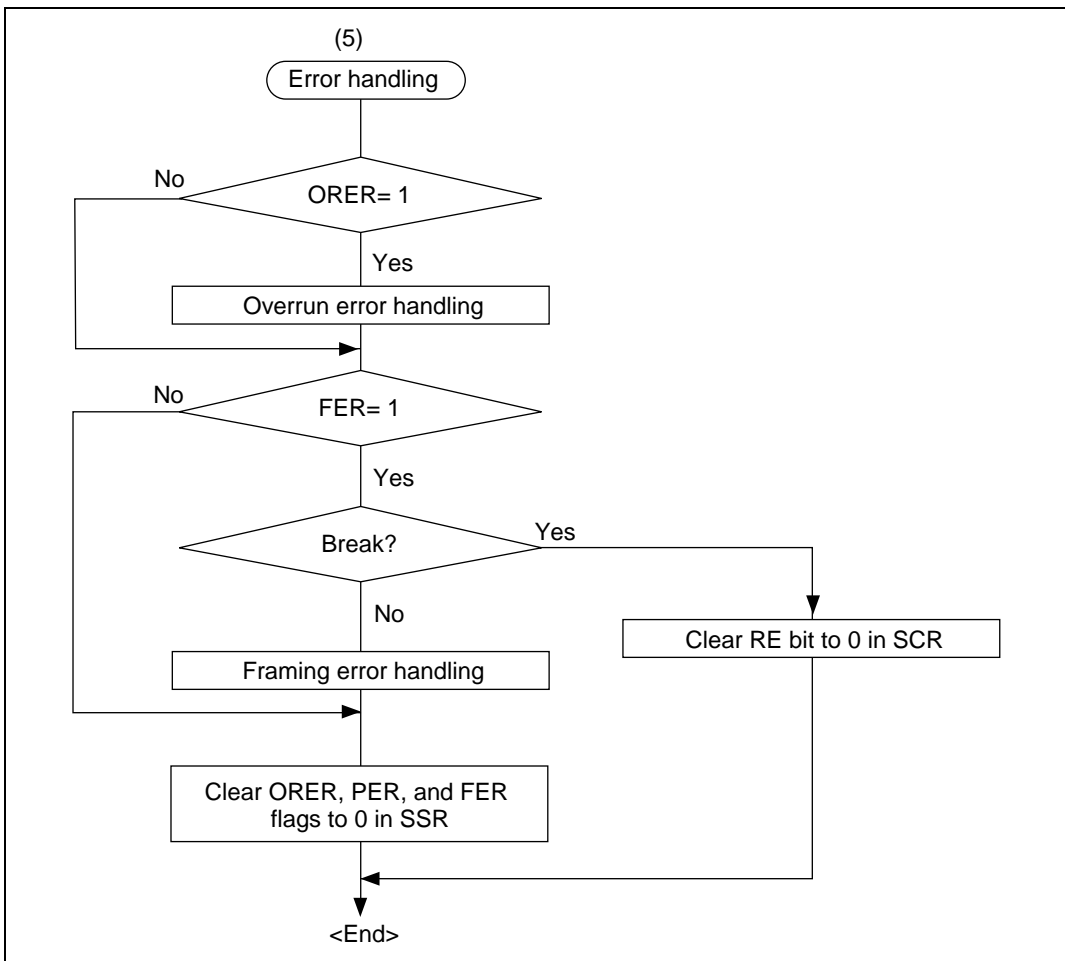 (5)
Error handling
No
ORER= 1
Yes
Overrun error handling
No
FER= 1
Yes
Break?
Yes
No
Clear RE bit to 0 in SCR
Framing error handling
Clear ORER, PER, and FER
flags to 0 in SSR
<End>